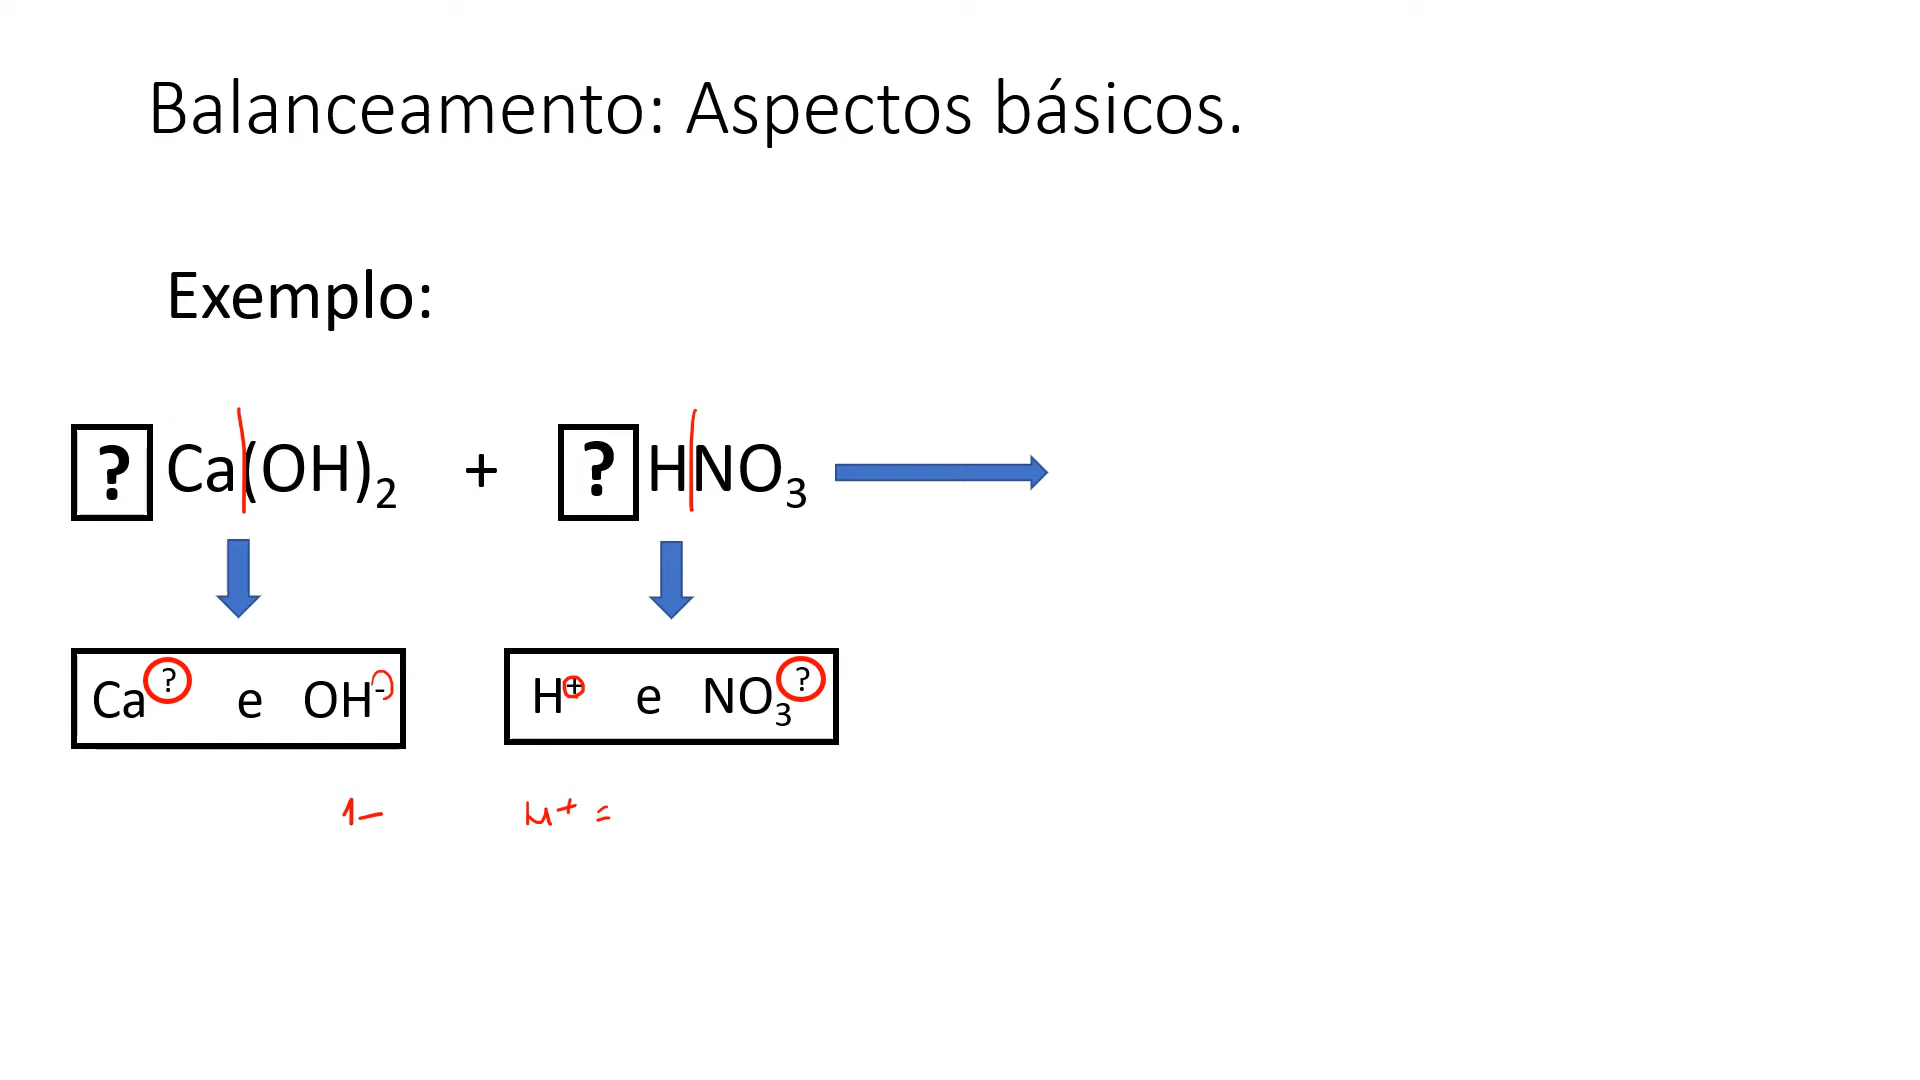 Balanceamento: Aspectos básicos.
Exemplo:
? Ca(OH)₂ + ? HNO₃
Ca? e OH⁻ H⁺ e NO₃?
1- H⁺ =